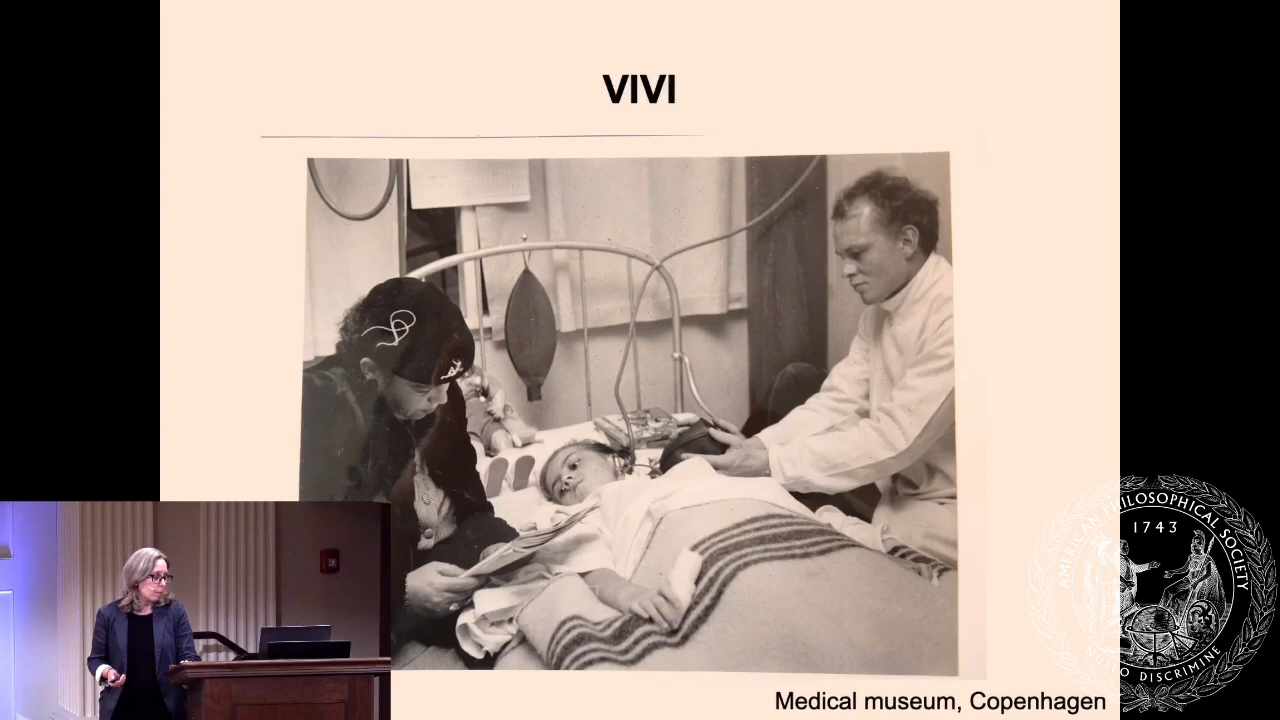 VIVI
AMERICAN PHILOSOPHICAL SOCIETY
1743
NULLO DISCRIMINE
Medical museum, Copenhagen